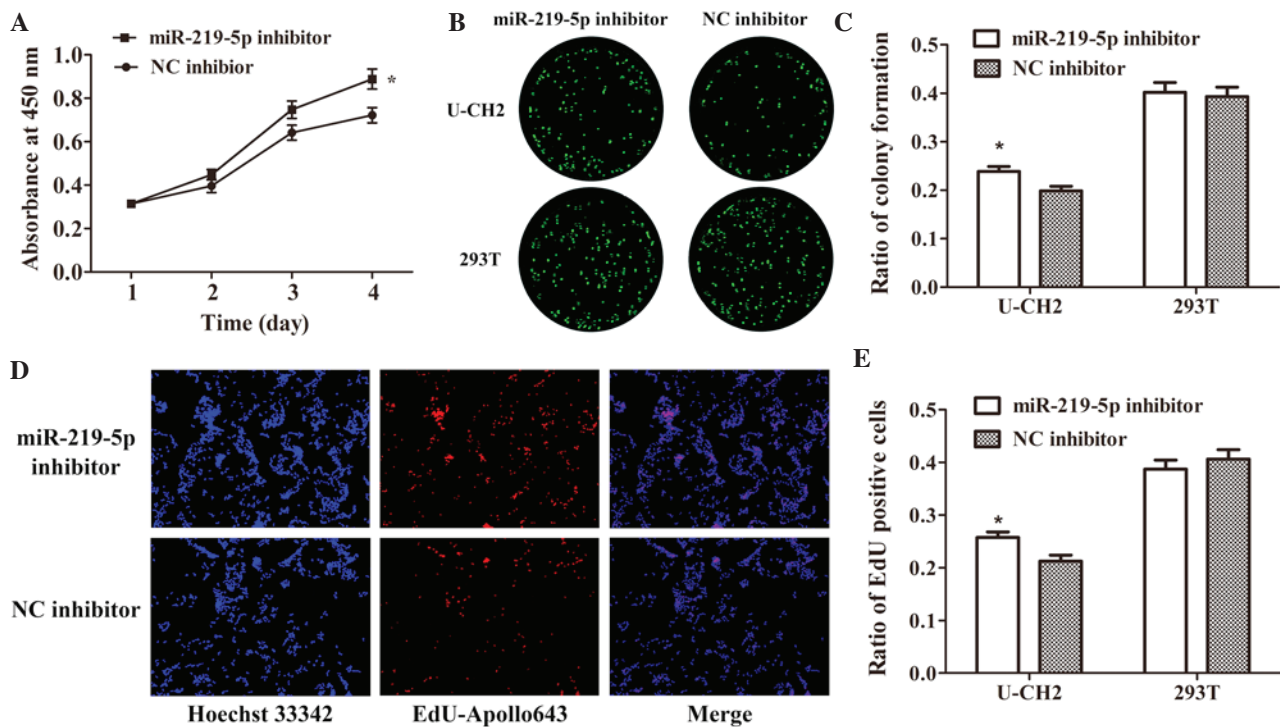 A
miR-219-5p inhibitor
NC inhibior
Absorbance at 450 nm
1.0
0.8
0.6
0.4
0.2
0.0
1 2 3 4
*
Time (day)
B
miR-219-5p inhibitor NC inhibitor
U-CH2
293T
C
miR-219-5p inhibitor
NC inhibitor
Ratio of colony formation
0.5
0.4
0.3
0.2
0.1
0.0
*
U-CH2 293T
D
miR-219-5p
inhibitor
NC inhibitor
Hoechst 33342 EdU-Apollo643 Merge
E
miR-219-5p inhibitor
NC inhibitor
Ratio of EdU positive cells
0.5
0.4
0.3
0.2
0.1
0.0
*
U-CH2 293T